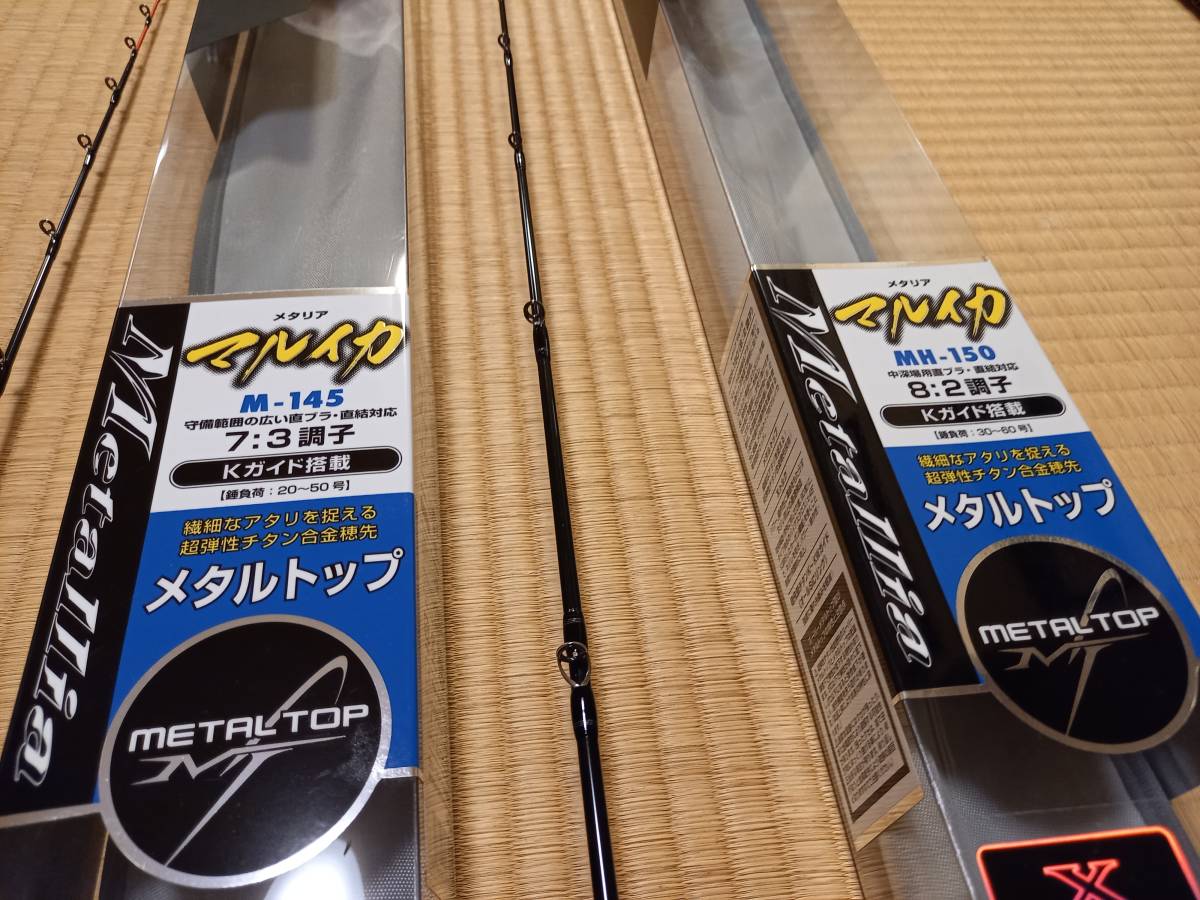 Metallia
メタリア
マルイカ
M-145
守備範囲の広い直ブラ・直結対応
7:3調子
Kガイド搭載
【錘負荷:20~50号】
繊細なアタリを捉える
超弾性チタン合金穂先
メタルトップ
METAL TOP
MT
Metallia
メタリア
マルイカ
MH-150
中深場用直ブラ・直結対応
8:2調子
Kガイド搭載
【錘負荷:30~60号】
繊細なアタリを捉える
超弾性チタン合金穂先
メタルトップ
METAL TOP
MT
X